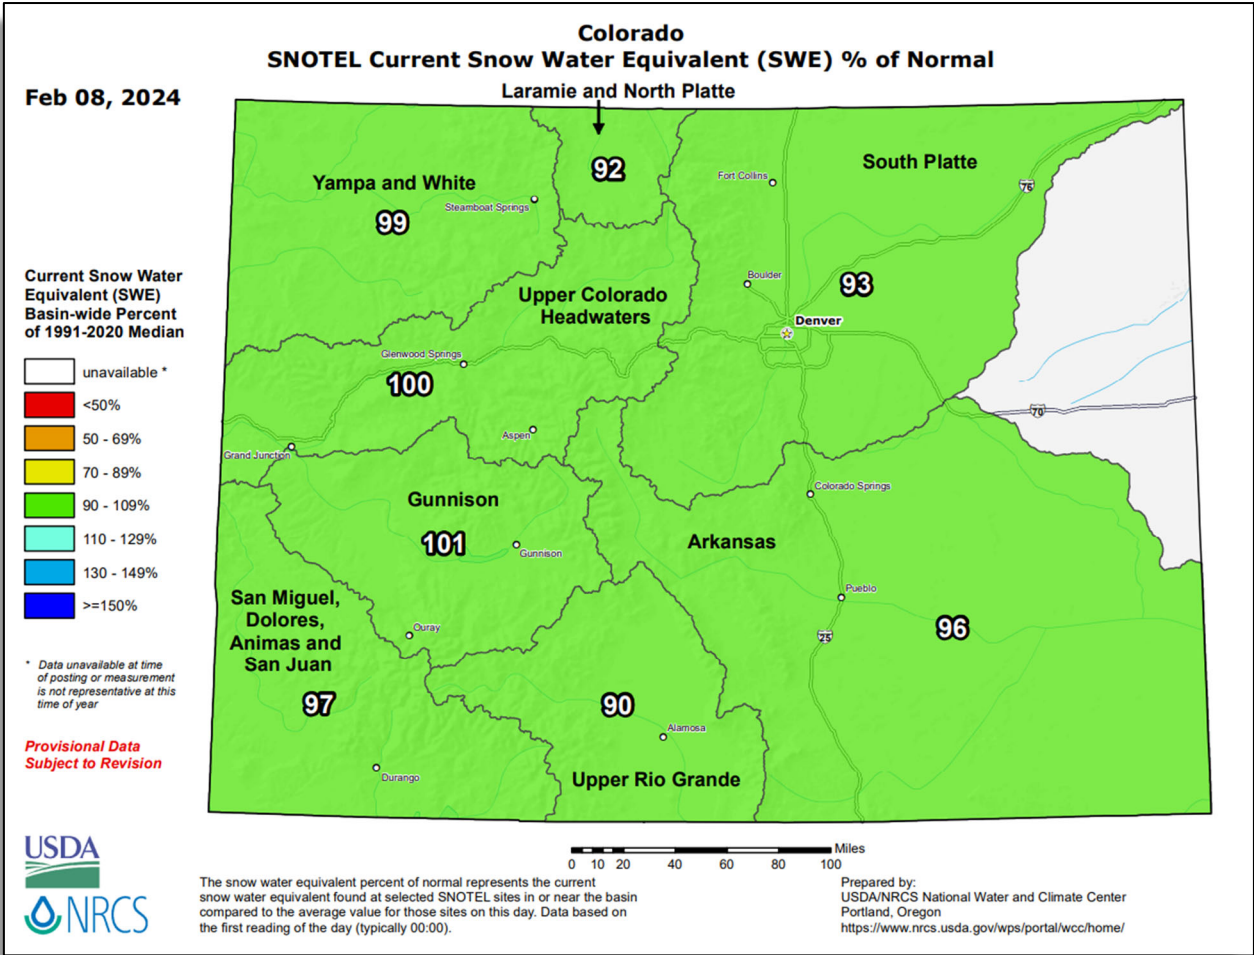 Colorado
SNOTEL Current Snow Water Equivalent (SWE) % of Normal
Feb 08, 2024
Laramie and North Platte
92
South Platte
Fort Collins
76
Yampa and White
Steamboat Springs
99
Boulder
93
Upper Colorado
Headwaters
Denver
Glenwood Springs
100
70
Aspen
Grand Junction
Gunnison
Colorado Springs
101
Gunnison
Arkansas
San Miguel,
Dolores,
Animas and
San Juan
Pueblo
Ouray
25
96
97
90
Alamosa
Durango
Upper Rio Grande
Current Snow Water
Equivalent (SWE)
Basin-wide Percent
of 1991-2020 Median
unavailable *
<50%
50 - 69%
70 - 89%
90 - 109%
110 - 129%
130 - 149%
>=150%
* Data unavailable at time
of posting or measurement
is not representative at this
time of year
Provisional Data
Subject to Revision
USDA
NRCS
Miles
0 10 20 40 60 80 100
The snow water equivalent percent of normal represents the current
snow water equivalent found at selected SNOTEL sites in or near the basin
compared to the average value for those sites on this day. Data based on
the first reading of the day (typically 00:00).
Prepared by:
USDA/NRCS National Water and Climate Center
Portland, Oregon
https://www.nrcs.usda.gov/wps/portal/wcc/home/